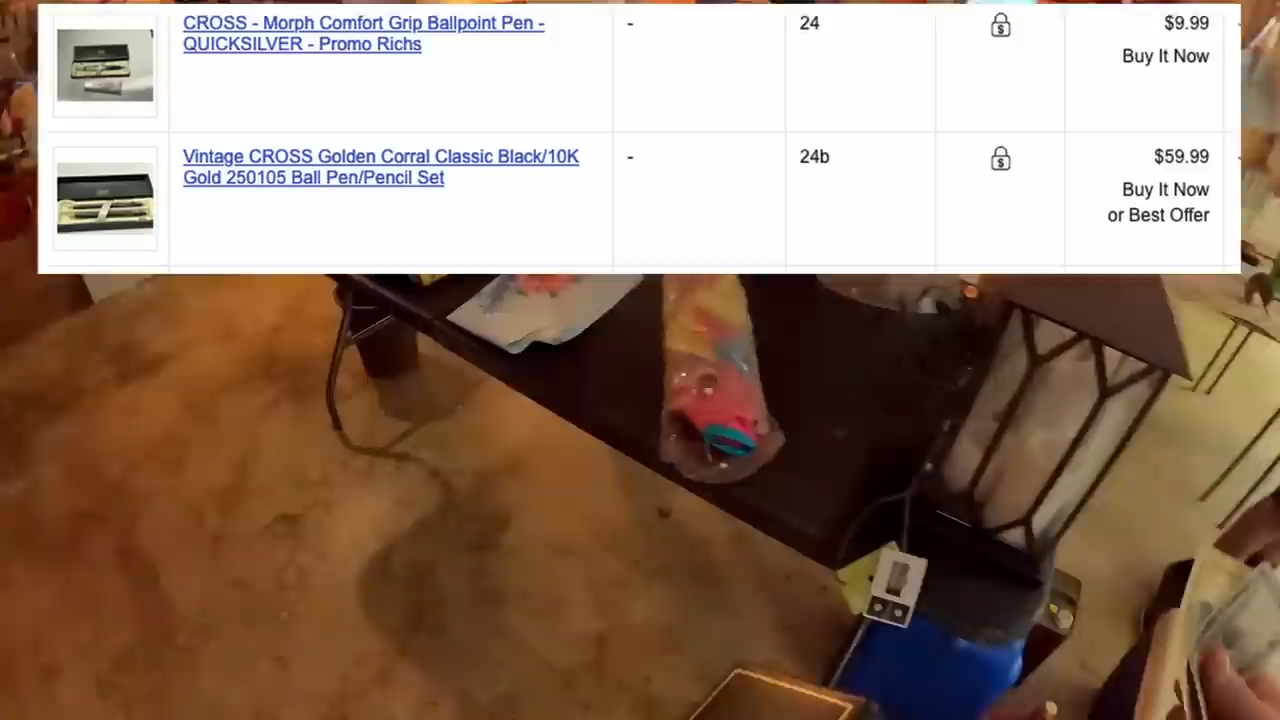 CROSS - Morph Comfort Grip Ballpoint Pen - - 24 $9.99
QUICKSILVER - Promo Richs
Buy It Now
Vintage CROSS Golden Corral Classic Black/10K - 24b $59.99
Gold 250105 Ball Pen/Pencil Set
Buy It Now
or Best Offer